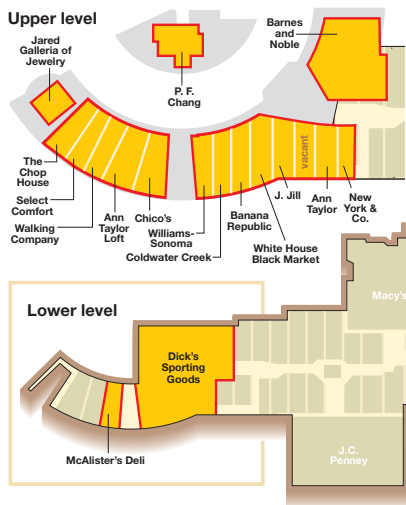 Upper level
Jared
Galleria of
Jewelry
P. F.
Chang
Barnes
and
Noble
vacant
The
Chop
House
Select
Comfort
Walking
Company
Ann
Taylor
Loft
Chico's
Williams-
Sonoma
Coldwater Creek
Banana
Republic
White House
Black Market
J. Jill
Ann
Taylor
New
York &
Co.
Lower level
Macy's
Dick's
Sporting
Goods
McAlister's Deli
J.C.
Penney